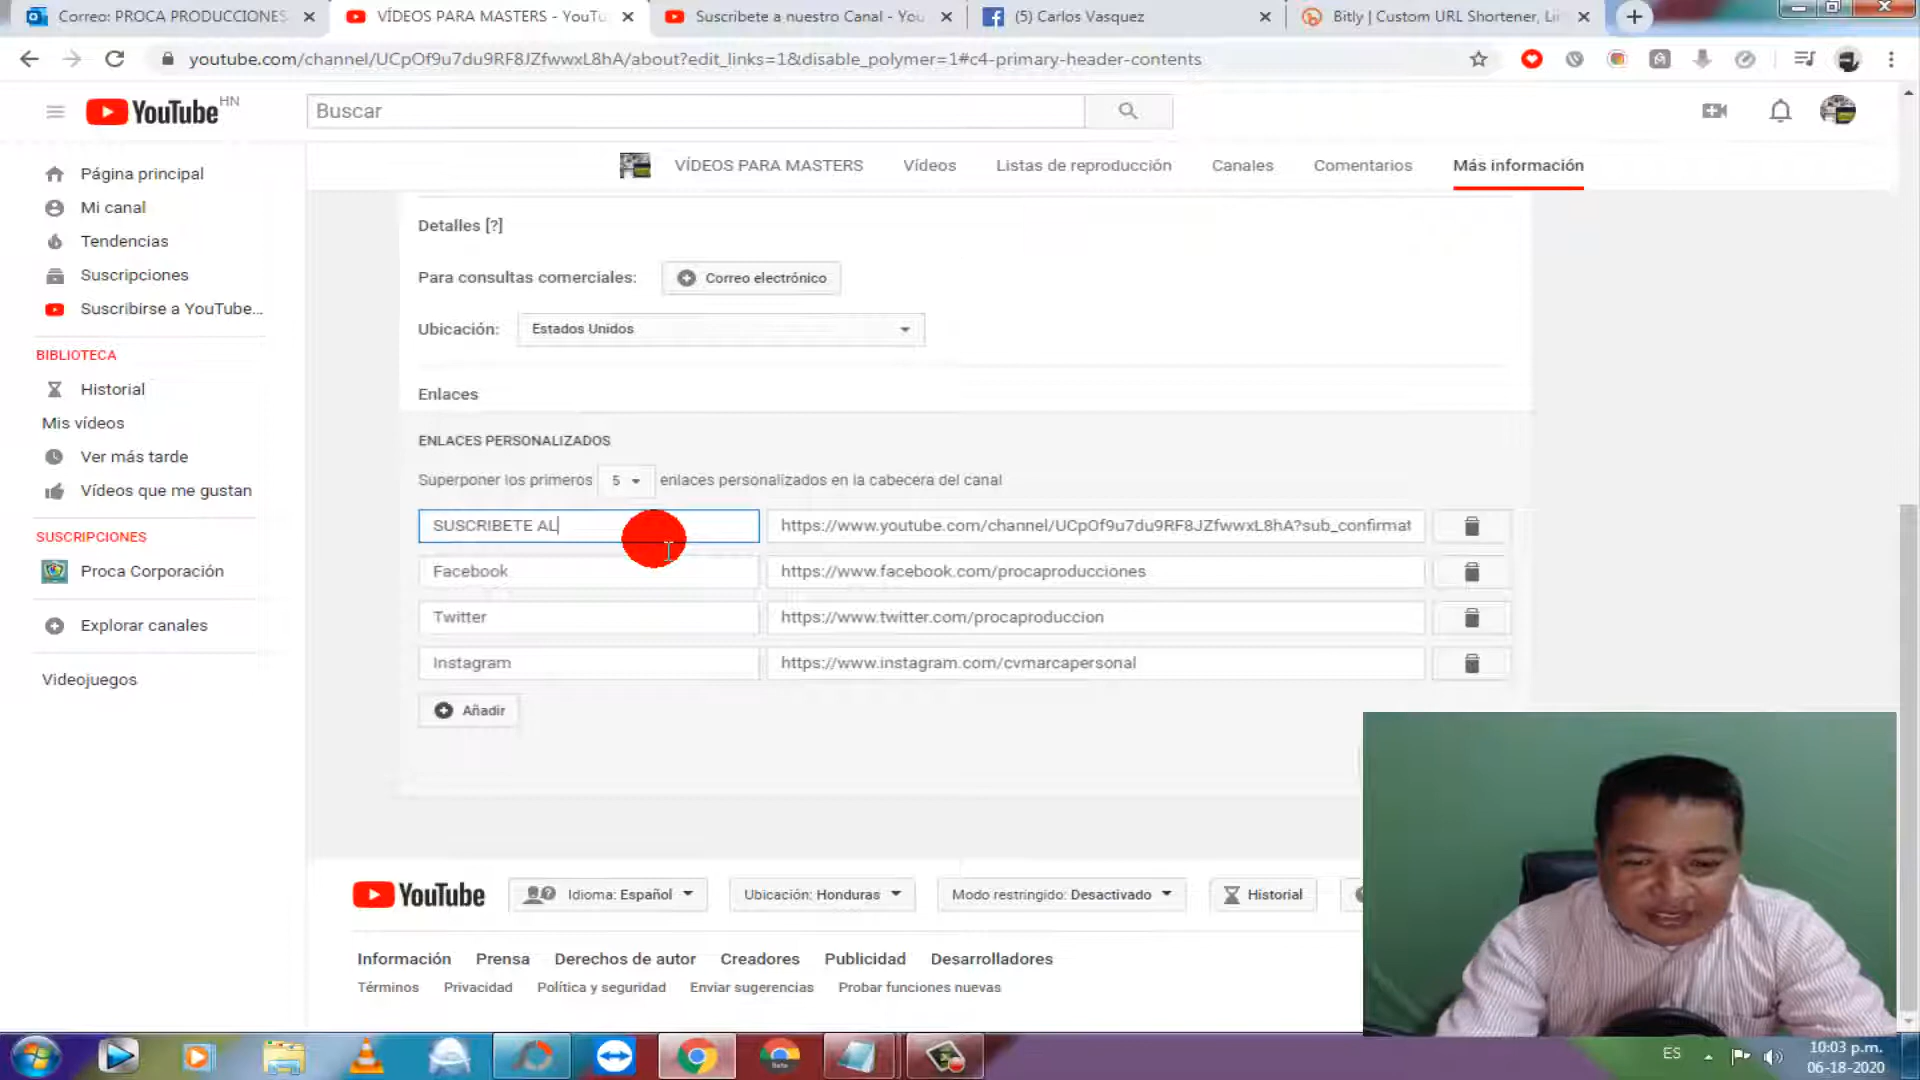 Correo: PROCA PRODUCCIONES
VÍDEOS PARA MASTERS - YouTu
Suscribete a nuestro Canal - You
(5) Carlos Vasquez
Bitly | Custom URL Shortener, Li
youtube.com/channel/UCpOf9u7du9RF8JZfwwxL8hA/about?edit_links=1&disable_polymer=1#c4-primary-header-contents
YouTube HN
Buscar
VÍDEOS PARA MASTERS
Vídeos
Listas de reproducción
Canales
Comentarios
Más información
Página principal
Mi canal
Tendencias
Suscripciones
Suscribirse a YouTube...
BIBLIOTECA
Historial
Mis vídeos
Ver más tarde
Vídeos que me gustan
SUSCRIPCIONES
Proca Corporación
Explorar canales
Videojuegos
Detalles [?]
Para consultas comerciales:
Correo electrónico
Ubicación:
Estados Unidos
Enlaces
ENLACES PERSONALIZADOS
Superponer los primeros 5 enlaces personalizados en la cabecera del canal
SUSCRIBETE AL
https://www.youtube.com/channel/UCpOf9u7du9RF8JZfwwxL8hA?sub_confirmat
Facebook
https://www.facebook.com/procaproducciones
Twitter
https://www.twitter.com/procaproduccion
Instagram
https://www.instagram.com/cvmarcapersonal
Añadir
YouTube
Idioma: Español
Ubicación: Honduras
Modo restringido: Desactivado
Historial
Información
Prensa
Derechos de autor
Creadores
Publicidad
Desarrolladores
Términos
Privacidad
Política y seguridad
Enviar sugerencias
Probar funciones nuevas
ES
10:03 p.m.
06-18-2020